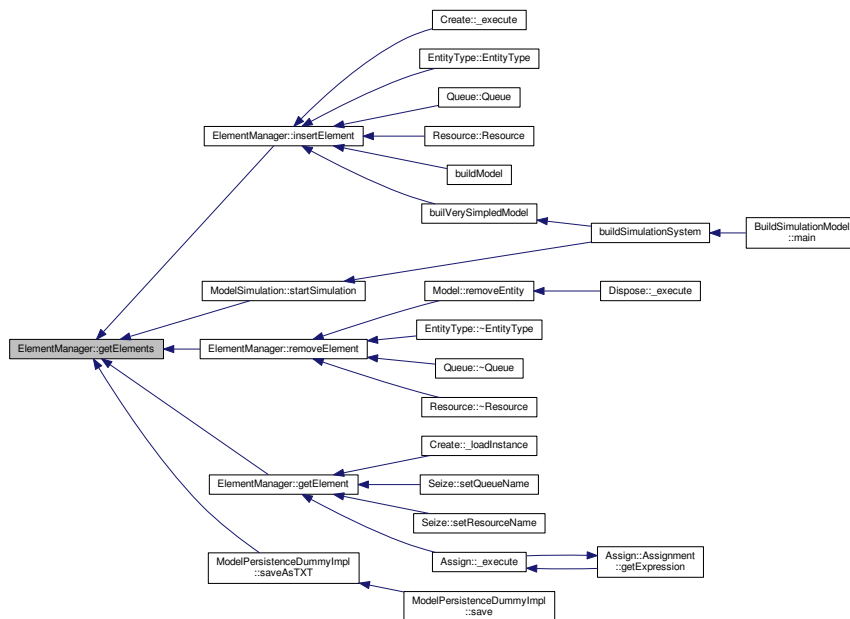 Create::_execute
EntityType::EntityType
Queue::Queue
ElementManager::insertElement
Resource::Resource
buildModel
builVerySimpledModel
buildSimulationSystem
BuildSimulationModel
::main
ModelSimulation::startSimulation
Model::removeEntity
Dispose::_execute
EntityType::~EntityType
ElementManager::getElements
ElementManager::removeElement
Queue::~Queue
Resource::~Resource
Create::_loadInstance
ElementManager::getElement
Seize::setQueueName
Seize::setResourceName
Assign::_execute
Assign::Assignment
::getExpression
ModelPersistenceDummyImpl
::saveAsTXT
ModelPersistenceDummyImpl
::save